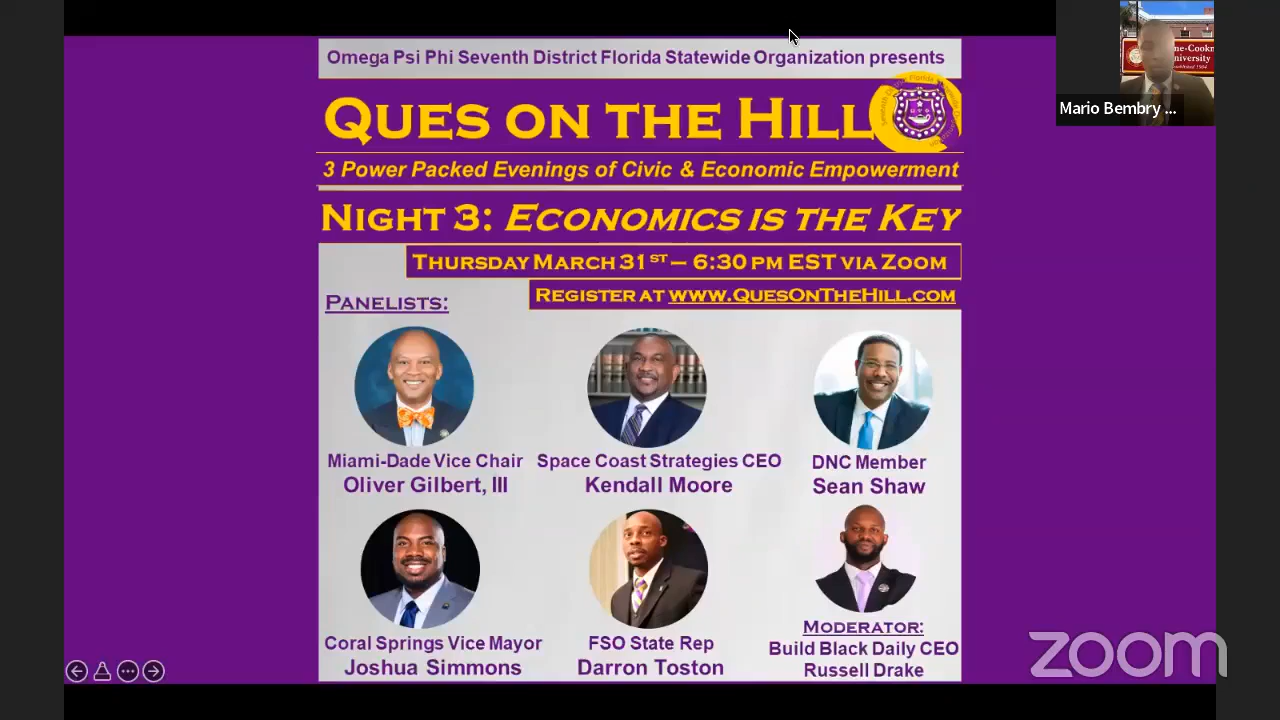 Omega Psi Phi Seventh District Florida Statewide Organization presents
QUES ON THE HILL
3 Power Packed Evenings of Civic & Economic Empowerment
NIGHT 3: ECONOMICS IS THE KEY
THURSDAY MARCH 31ST – 6:30 PM EST VIA ZOOM
REGISTER AT WWW.QUESONTHEHILL.COM
PANELISTS:
Miami-Dade Vice Chair
Oliver Gilbert, III
Space Coast Strategies CEO
Kendall Moore
DNC Member
Sean Shaw
Coral Springs Vice Mayor
Joshua Simmons
FSO State Rep
Darron Toston
MODERATOR:
Build Black Daily CEO
Russell Drake
Mario Bembry ...
ne-Cookm
niversity
zoom